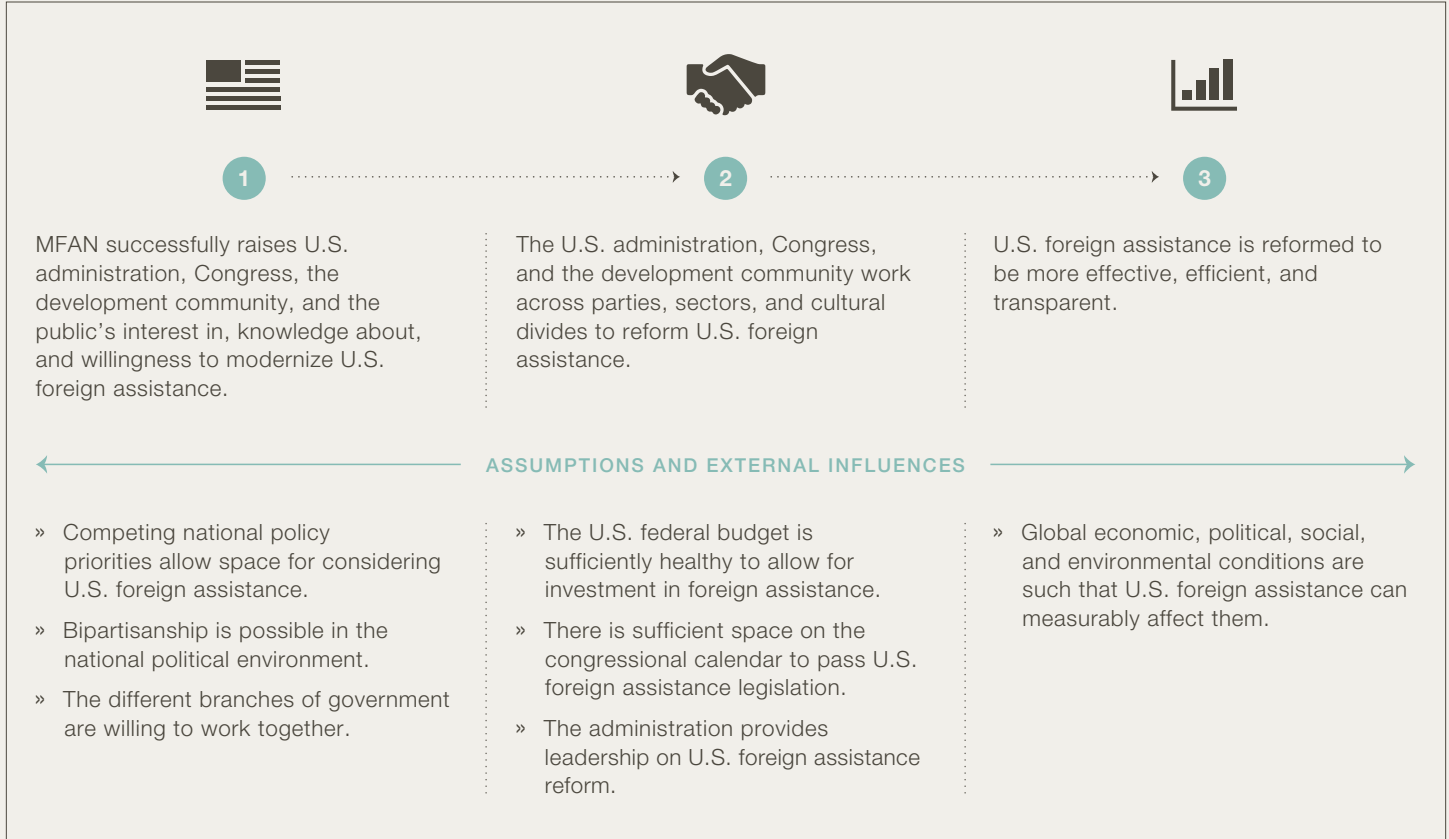 1
2
3
MFAN successfully raises U.S.
administration, Congress, the
development community, and the
public’s interest in, knowledge about,
and willingness to modernize U.S.
foreign assistance.
The U.S. administration, Congress,
and the development community work
across parties, sectors, and cultural
divides to reform U.S. foreign
assistance.
U.S. foreign assistance is reformed to
be more effective, efficient, and
transparent.
ASSUMPTIONS AND EXTERNAL INFLUENCES
» Competing national policy
priorities allow space for considering
U.S. foreign assistance.
» Bipartisanship is possible in the
national political environment.
» The different branches of government
are willing to work together.
» The U.S. federal budget is
sufficiently healthy to allow for
investment in foreign assistance.
» There is sufficient space on the
congressional calendar to pass U.S.
foreign assistance legislation.
» The administration provides
leadership on U.S. foreign assistance
reform.
» Global economic, political, social,
and environmental conditions are
such that U.S. foreign assistance can
measurably affect them.